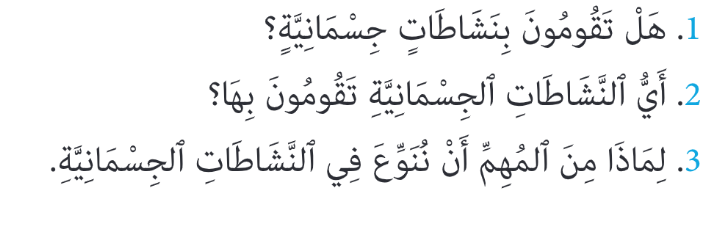 1. هَلْ تَقُومُونَ بِنَشَاطَاتٍ جِسْمَانِيَّةٍ؟
2. أَيُّ ٱلنَّشَاطَاتِ ٱلجِسْمَانِيَّةِ تَقُومُونَ بِهَا؟
3. لِمَاذَا مِنَ ٱلمُهِمِّ أَنْ نُنَوِّعَ فِي ٱلنَّشَاطَاتِ ٱلجِسْمَانِيَّةِ.